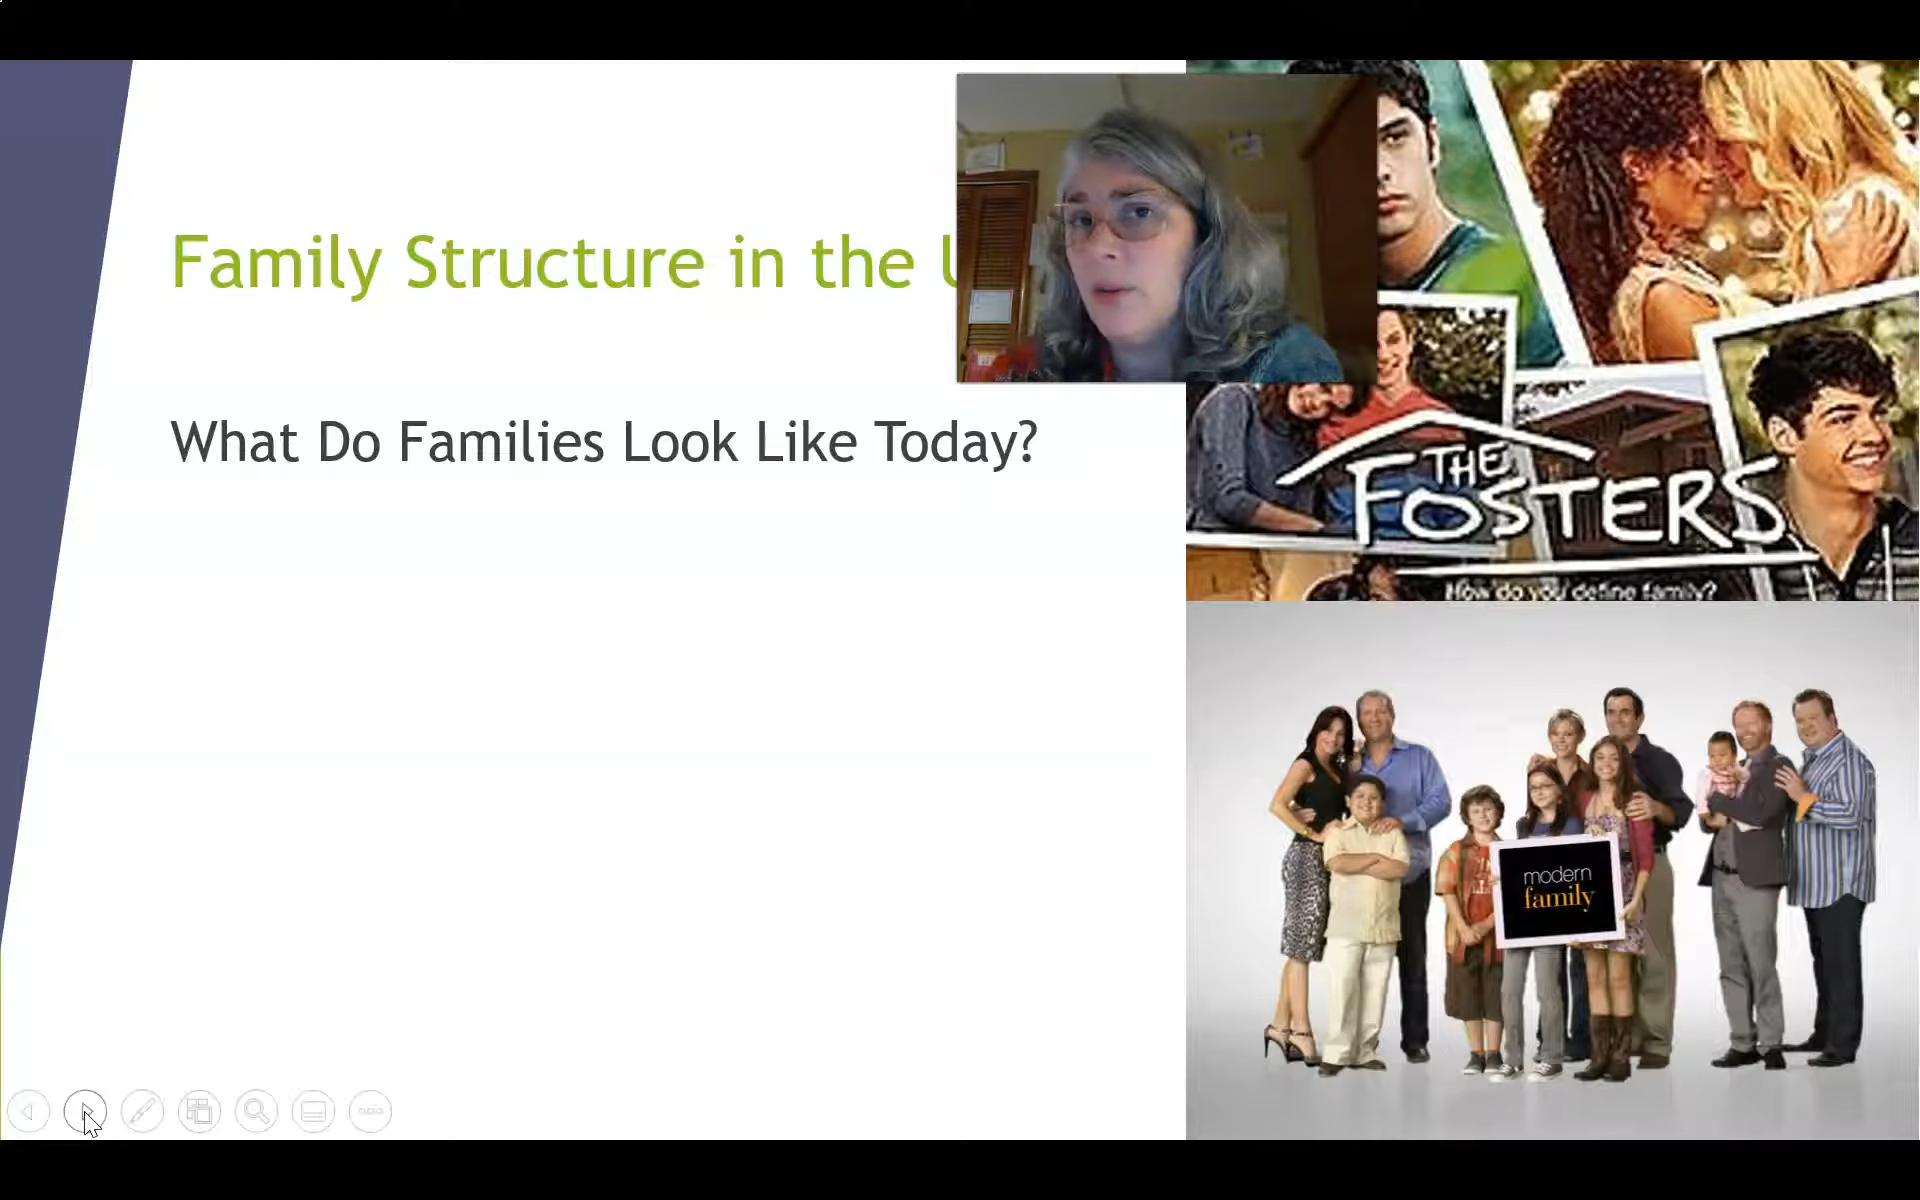 Family Structure in the
What Do Families Look Like Today?
THE
FOSTERS
How do you define family?
modern
family